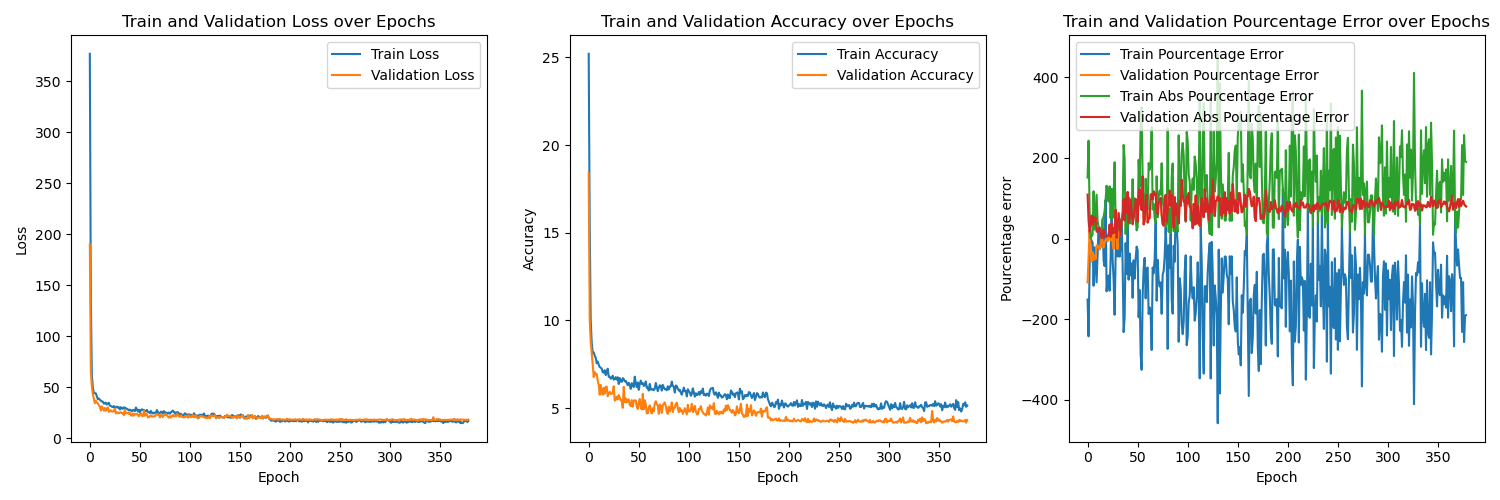 Train and Validation Loss over Epochs
Train Loss
Validation Loss
Loss
350
300
250
200
150
100
50
0
0 50 100 150 200 250 300 350
Epoch
Train and Validation Accuracy over Epochs
Train Accuracy
Validation Accuracy
Accuracy
25
20
15
10
5
0 50 100 150 200 250 300 350
Epoch
Train and Validation Pourcentage Error over Epochs
Train Pourcentage Error
Validation Pourcentage Error
Train Abs Pourcentage Error
Validation Abs Pourcentage Error
Pourcentage error
400
200
0
−200
−400
0 50 100 150 200 250 300 350
Epoch